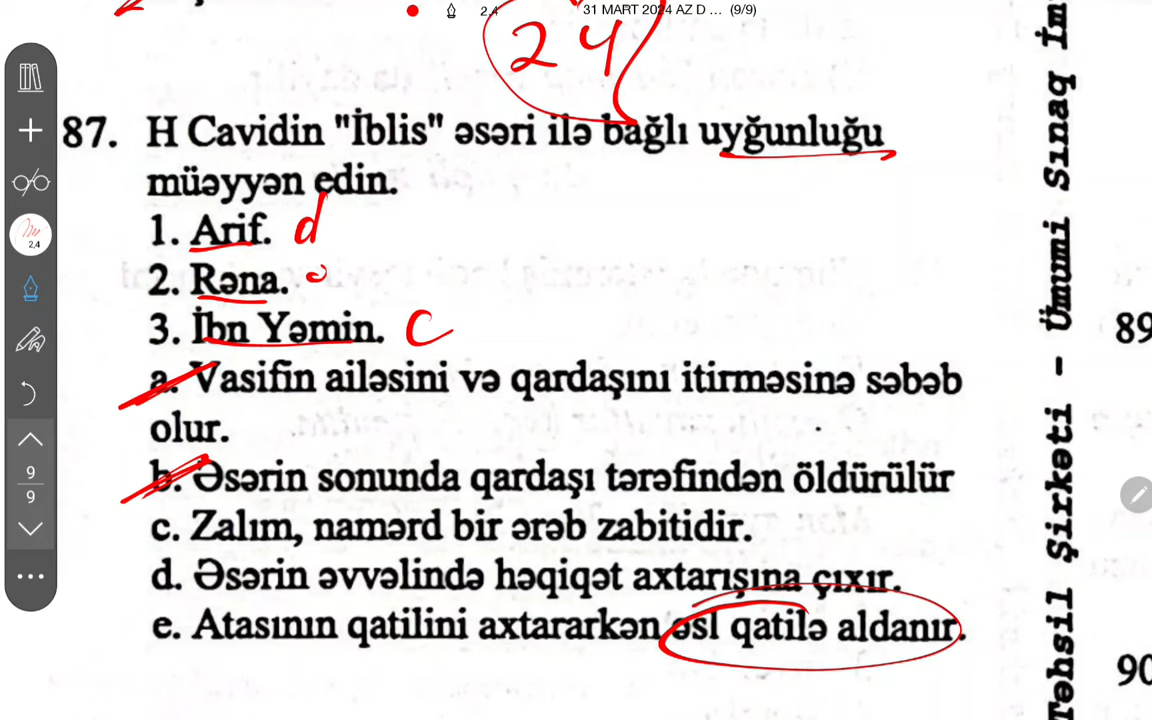 2,4
31 MART 2024 AZ D ... (9/9)
24
87. H Cavidin "İblis" əsəri ilə bağlı uyğunluğu
müəyyən edin.
1. Arif. d
2. Rəna.
3. İbn Yəmin. C
a. Vasifin ailəsini və qardaşını itirməsinə səbəb
olur.
b. Əsərin sonunda qardaşı tərəfindən öldürülür
c. Zalım, namərd bir ərəb zabitidir.
d. Əsərin əvvəlində həqiqət axtarışına çıxır.
e. Atasının qatilini axtararkən əsl qatilə aldanır.
2,4
9
9
Təhsil Şirkəti - Ümumi Sınaq İm
89
90